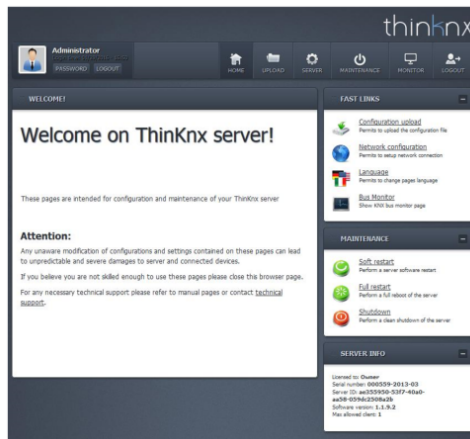 thinknx
Administrator
PASSWORD LOGOUT
HOME UPLOAD SERVER MAINTENANCE MONITOR LOGOUT
WELCOME!
Welcome on ThinKnx server!
These pages are intended for configuration and maintenance of your ThinKnx server
Attention:
Any unaware modification of configurations and settings contained on these pages can lead
to unpredictable and severe damages to server and connected devices.
If you believe you are not skilled enough to use these pages please close this browser page.
For any necessary technical support please refer to manual pages or contact technical
support.
FAST LINKS
Configuration upload
Permits to upload the configuration file
Network configuration
Permits to setup network connection
Language
Permits to change pages language
Bus Monitor
Show KNX bus monitor page
MAINTENANCE
Soft restart
Perform a server software restart
Full restart
Perform a full reboot of the server
Shutdown
Perform a clean shutdown of the server
SERVER INFO
Licensed to: Owner
Serial number: 000559-2013-03
Server ID: ae355950-53f7-40a0-
aa58-059dc2508a2b
Software version: 1.1.9.2
Max allowed client: 1